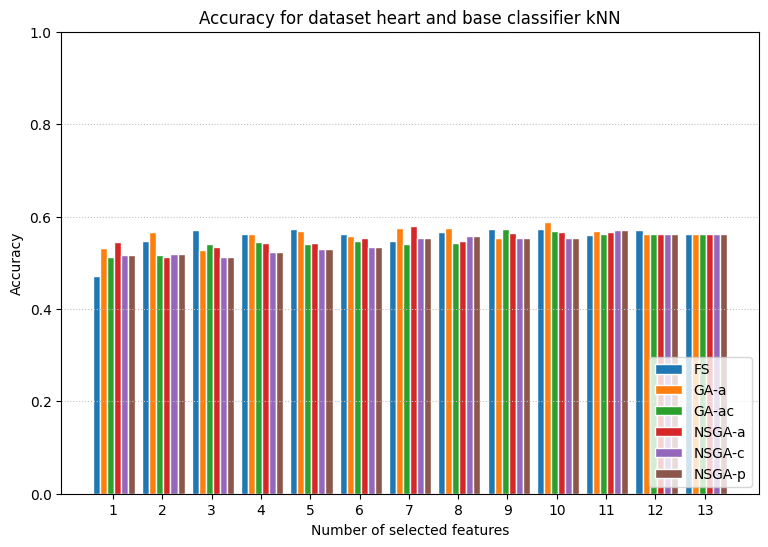 Accuracy for dataset heart and base classifier kNN
1.0
0.8
0.6
0.4
0.2
0.0
Accuracy
1 2 3 4 5 6 7 8 9 10 11 12 13
Number of selected features
FS
GA-a
GA-ac
NSGA-a
NSGA-c
NSGA-p